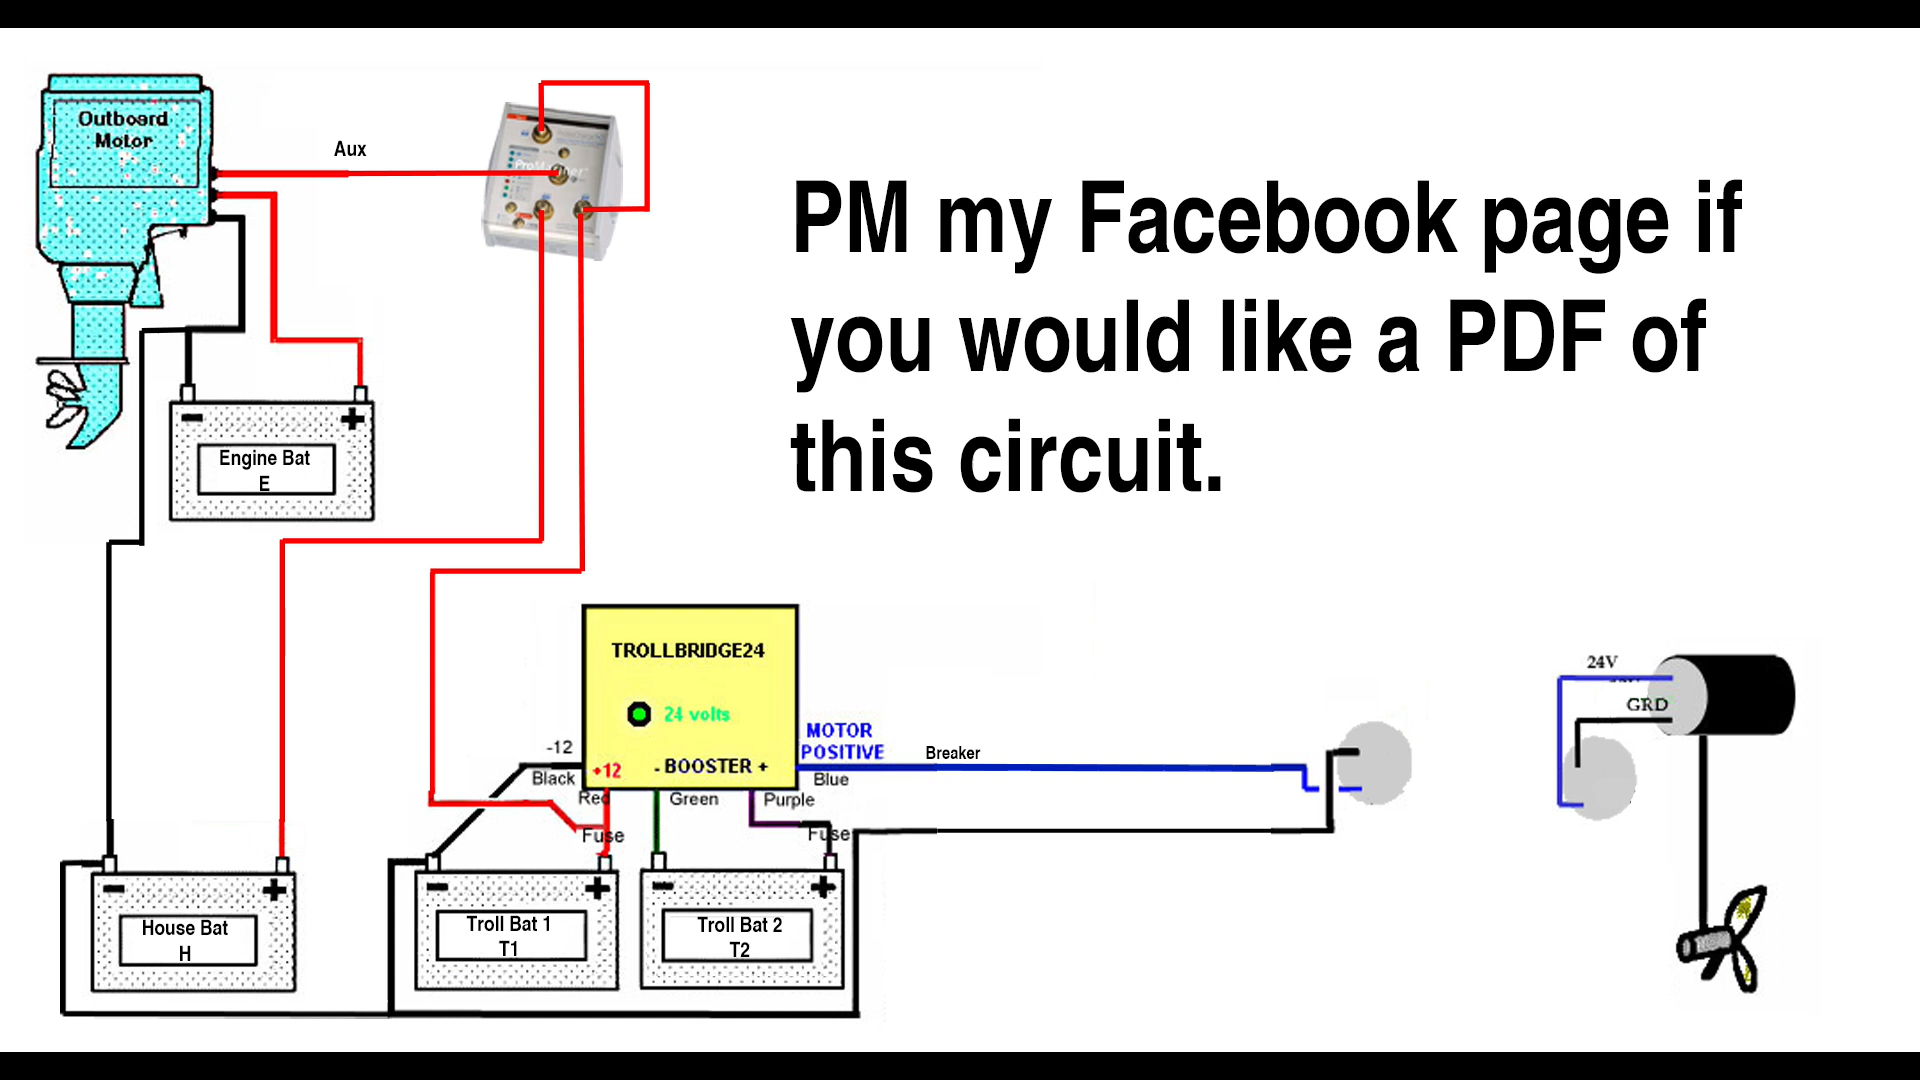 Outboard
Motor
Aux
PM my Facebook page if
you would like a PDF of
this circuit.
Engine Bat
E
TROLLBRIDGE24
24 volts
-12
Black
+12
Red
- BOOSTER +
MOTOR
POSITIVE
Blue
Breaker
Green
Purple
Fuse
Fuse
24V
GRD
House Bat
H
Troll Bat 1
T1
Troll Bat 2
T2